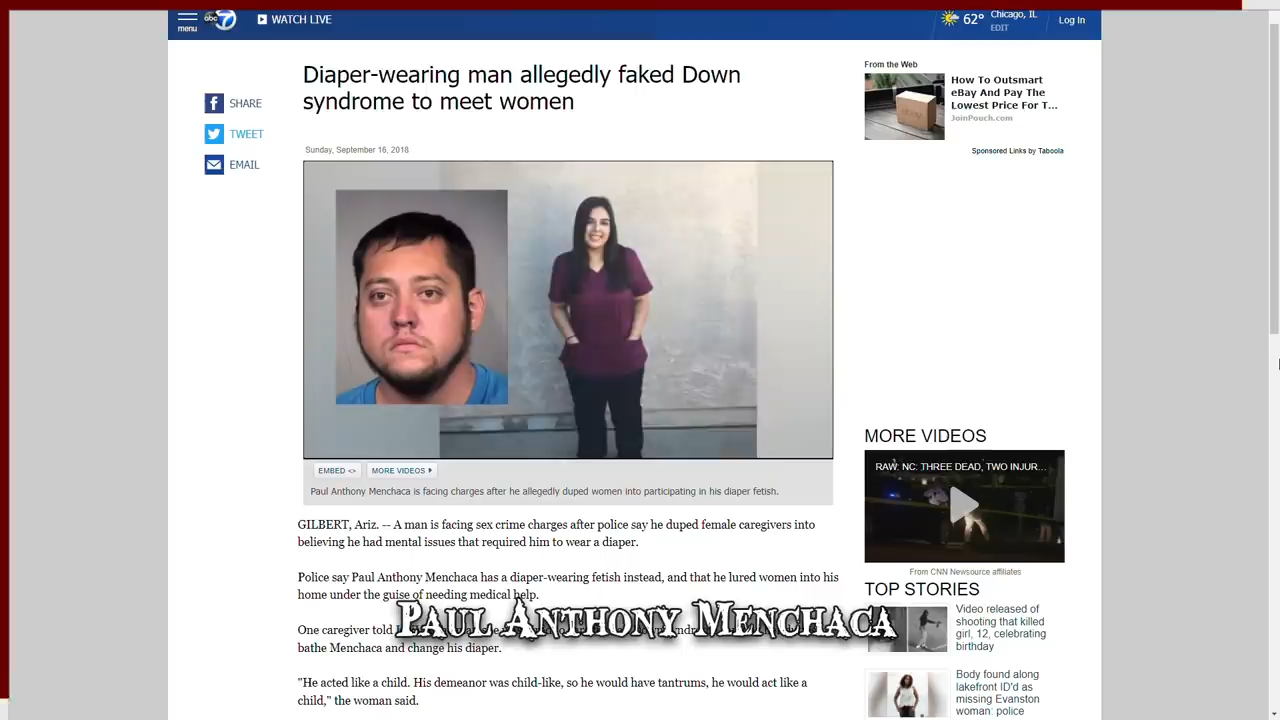 menu
abc 7
WATCH LIVE
62°
Chicago, IL
EDIT
Log In
Diaper-wearing man allegedly faked Down
syndrome to meet women
SHARE
TWEET
EMAIL
Sunday, September 16, 2018
EMBED <>
MORE VIDEOS
Paul Anthony Menchaca is facing charges after he allegedly duped women into participating in his diaper fetish.
GILBERT, Ariz. -- A man is facing sex crime charges after police say he duped female caregivers into
believing he had mental issues that required him to wear a diaper.
Police say Paul Anthony Menchaca has a diaper-wearing fetish instead, and that he lured women into his
home under the guise of needing medical help.
One caregiver told
bathe Menchaca and change his diaper.
"He acted like a child. His demeanor was child-like, so he would have tantrums, he would act like a
child," the woman said.
Paul Anthony Menchaca
From the Web
How To Outsmart
eBay And Pay The
Lowest Price For T...
JoinPouch.com
Sponsored Links by Taboola
MORE VIDEOS
RAW: NC: THREE DEAD, TWO INJUR...
From CNN Newsource affiliates
TOP STORIES
Video released of
shooting that killed
girl, 12, celebrating
birthday
Body found along
lakefront ID'd as
missing Evanston
woman: police